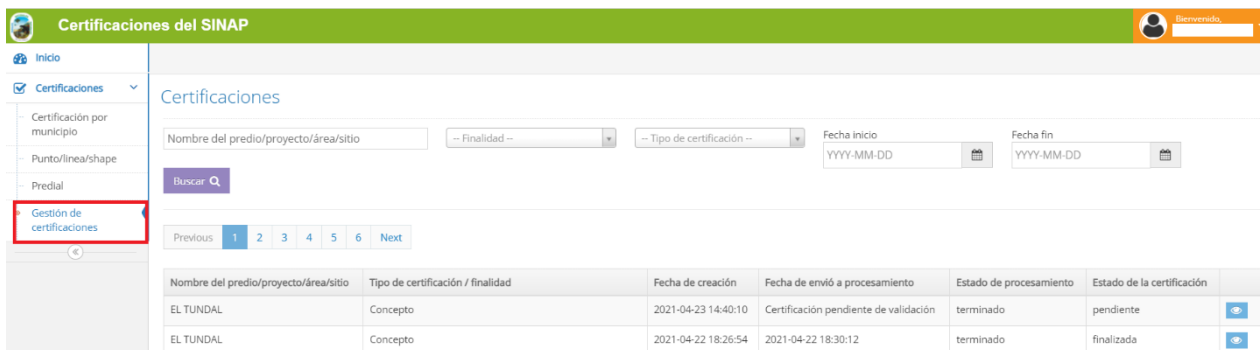 Certificaciones del SINAP
Bienvenido,
Inicio
Certificaciones
Certificación por
municipio
Punto/linea/shape
Predial
Gestión de
certificaciones
Certificaciones
Nombre del predio/proyecto/área/sitio
-- Finalidad --
-- Tipo de certificación --
Fecha inicio
YYYY-MM-DD
Fecha fin
YYYY-MM-DD
Buscar
Previous 1 2 3 4 5 6 Next
Nombre del predio/proyecto/área/sitio Tipo de certificación / finalidad Fecha de creación Fecha de envió a procesamiento Estado de procesamiento Estado de la certificación
EL TUNDAL Concepto 2021-04-23 14:40:10 Certificación pendiente de validación terminado pendiente
EL TUNDAL Concepto 2021-04-22 18:26:54 2021-04-22 18:30:12 terminado finalizada